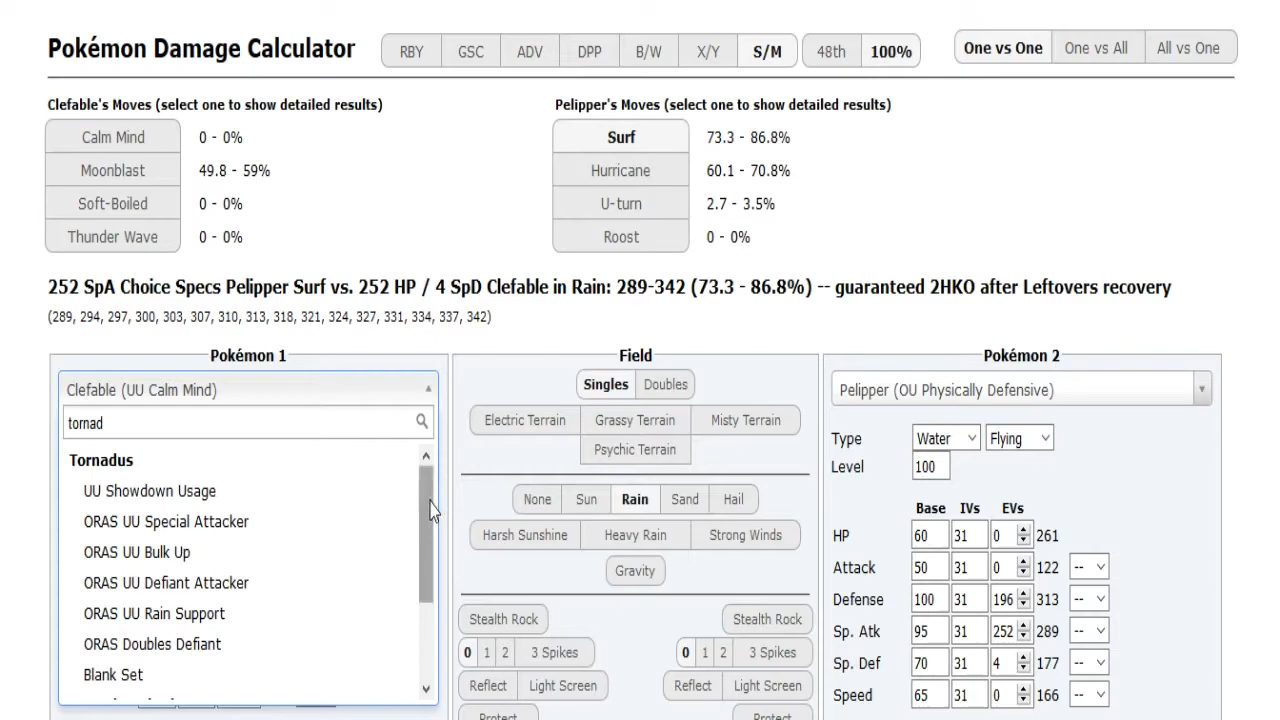 Pokémon Damage Calculator
RBY GSC ADV DPP B/W X/Y S/M 48th 100% One vs One One vs All All vs One
Clefable's Moves (select one to show detailed results)
Calm Mind 0 - 0%
Moonblast 49.8 - 59%
Soft-Boiled 0 - 0%
Thunder Wave 0 - 0%
Pelipper's Moves (select one to show detailed results)
Surf 73.3 - 86.8%
Hurricane 60.1 - 70.8%
U-turn 2.7 - 3.5%
Roost 0 - 0%
252 SpA Choice Specs Pelipper Surf vs. 252 HP / 4 SpD Clefable in Rain: 289-342 (73.3 - 86.8%) -- guaranteed 2HKO after Leftovers recovery
(289, 294, 297, 300, 303, 307, 310, 313, 318, 321, 324, 327, 331, 334, 337, 342)
Pokémon 1
Clefable (UU Calm Mind)
tornad
Tornadus
UU Showdown Usage
ORAS UU Special Attacker
ORAS UU Bulk Up
ORAS UU Defiant Attacker
ORAS UU Rain Support
ORAS Doubles Defiant
Blank Set
Field
Singles Doubles
Electric Terrain Grassy Terrain Misty Terrain
Psychic Terrain
None Sun Rain Sand Hail
Harsh Sunshine Heavy Rain Strong Winds
Gravity
Stealth Rock Stealth Rock
0 1 2 3 Spikes 0 1 2 3 Spikes
Reflect Light Screen Reflect Light Screen
Protect Protect
Pokémon 2
Pelipper (OU Physically Defensive)
Type Water Flying
Level 100
Base IVs EVs
HP 60 31 0 261
Attack 50 31 0 122 --
Defense 100 31 196 313 --
Sp. Atk 95 31 252 289 --
Sp. Def 70 31 4 177 --
Speed 65 31 0 166 --